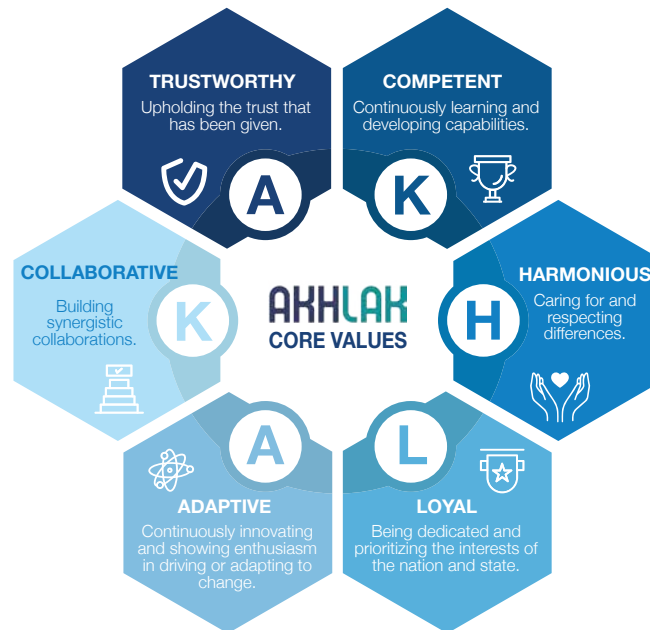 TRUSTWORTHY
Upholding the trust that
has been given.
A
COMPETENT
Continuously learning and
developing capabilities.
K
HARMONIOUS
Caring for and
respecting
differences.
H
LOYAL
Being dedicated and
prioritizing the interests of
the nation and state.
L
ADAPTIVE
Continuously innovating
and showing enthusiasm
in driving or adapting to
change.
A
COLLABORATIVE
Building
synergistic
collaborations.
K
AKHLAK
CORE VALUES